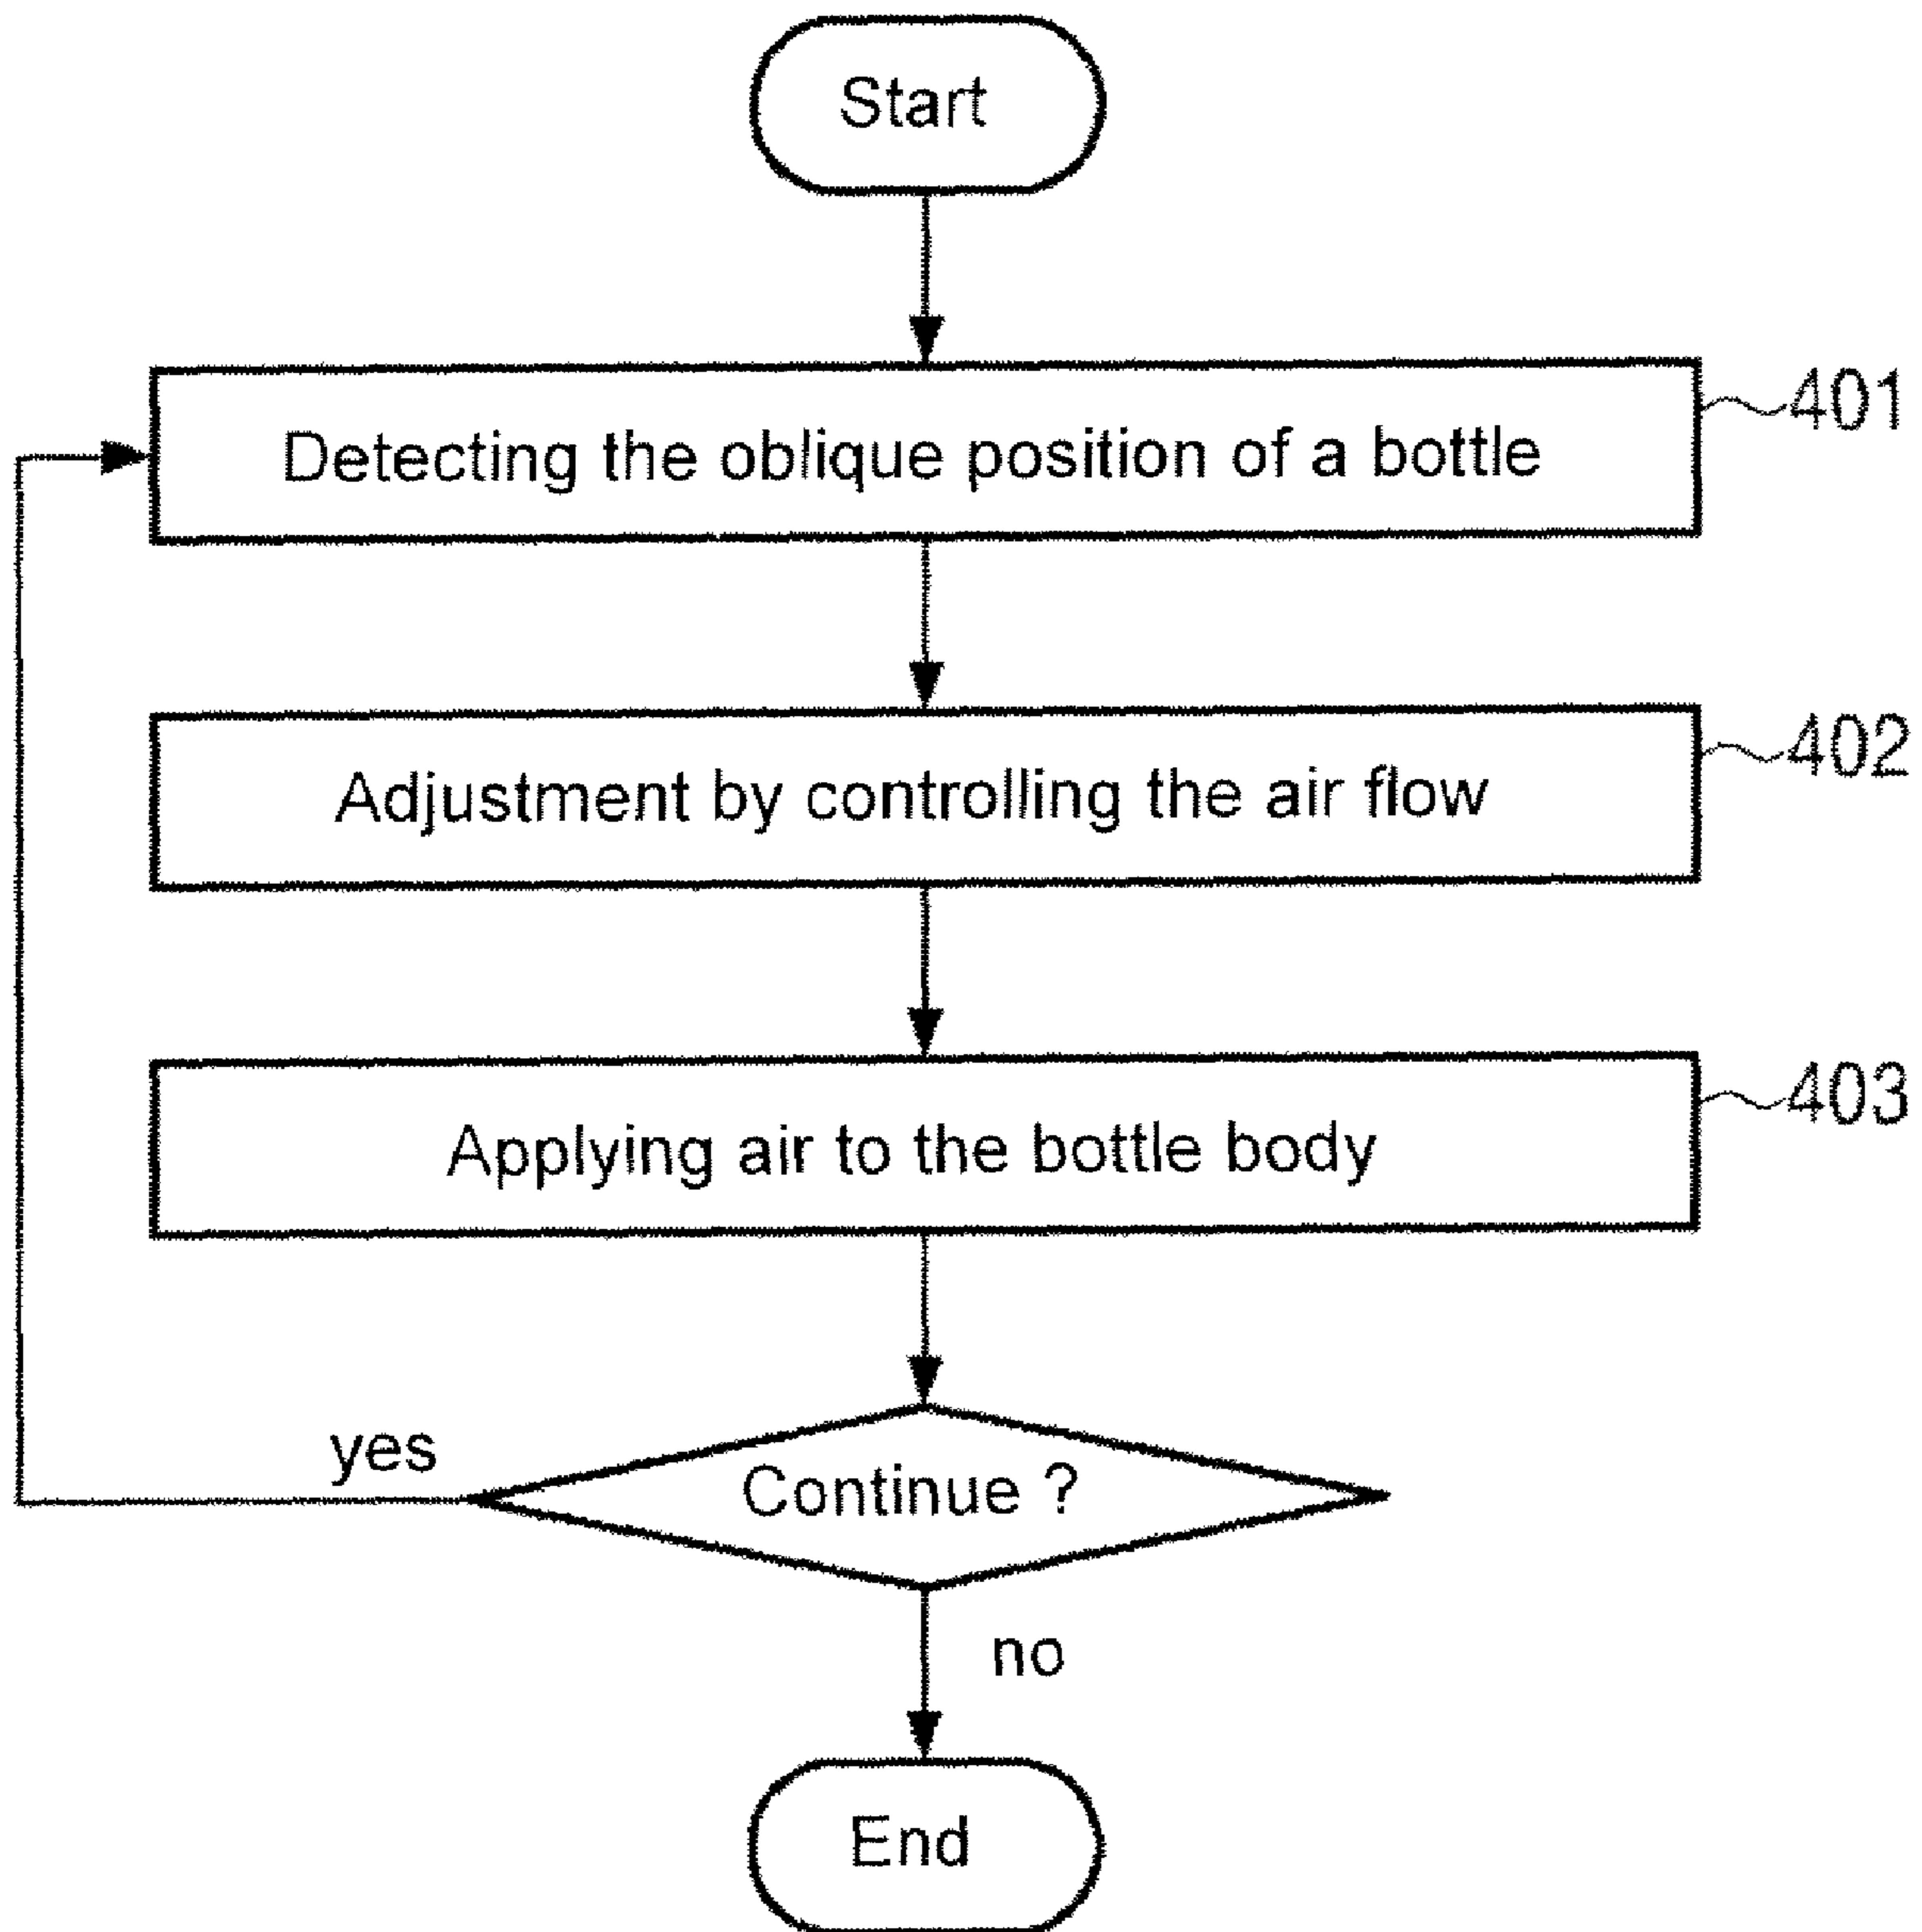 Start
Detecting the oblique position of a bottle
401
Adjustment by controlling the air flow
402
Applying air to the bottle body
403
yes
Continue ?
no
End